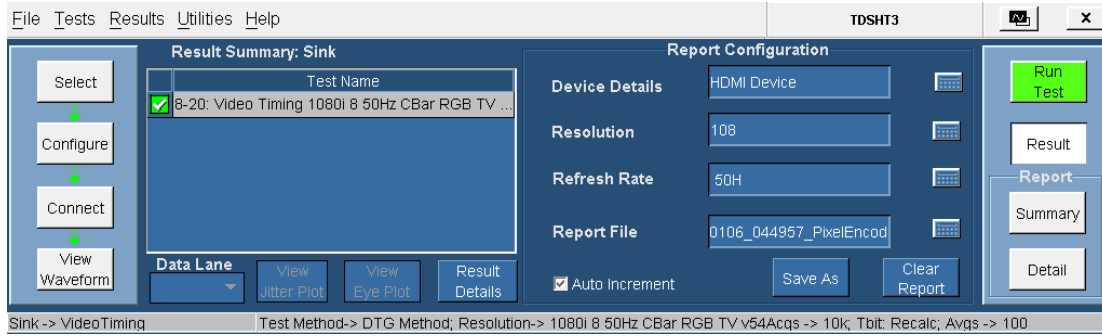 File Tests Results Utilities Help TDSHT3 x
Result Summary: Sink
Report Configuration
Select
Test Name
8-20: Video Timing 1080i 8 50Hz CBar RGB TV ...
Device Details HDMI Device
Run Test
Configure
Resolution 108
Result
Refresh Rate 50H
Report
Connect
Report File 0106_044957_PixelEncod
Summary
View Waveform
Data Lane
View Jitter Plot
View Eye Plot
Result Details
Auto Increment
Save As
Clear Report
Detail
Sink -> VideoTiming Test Method-> DTG Method; Resolution-> 1080i 8 50Hz CBar RGB TV v54Acqs -> 10k; Tbit: Recalc; Avgs -> 100